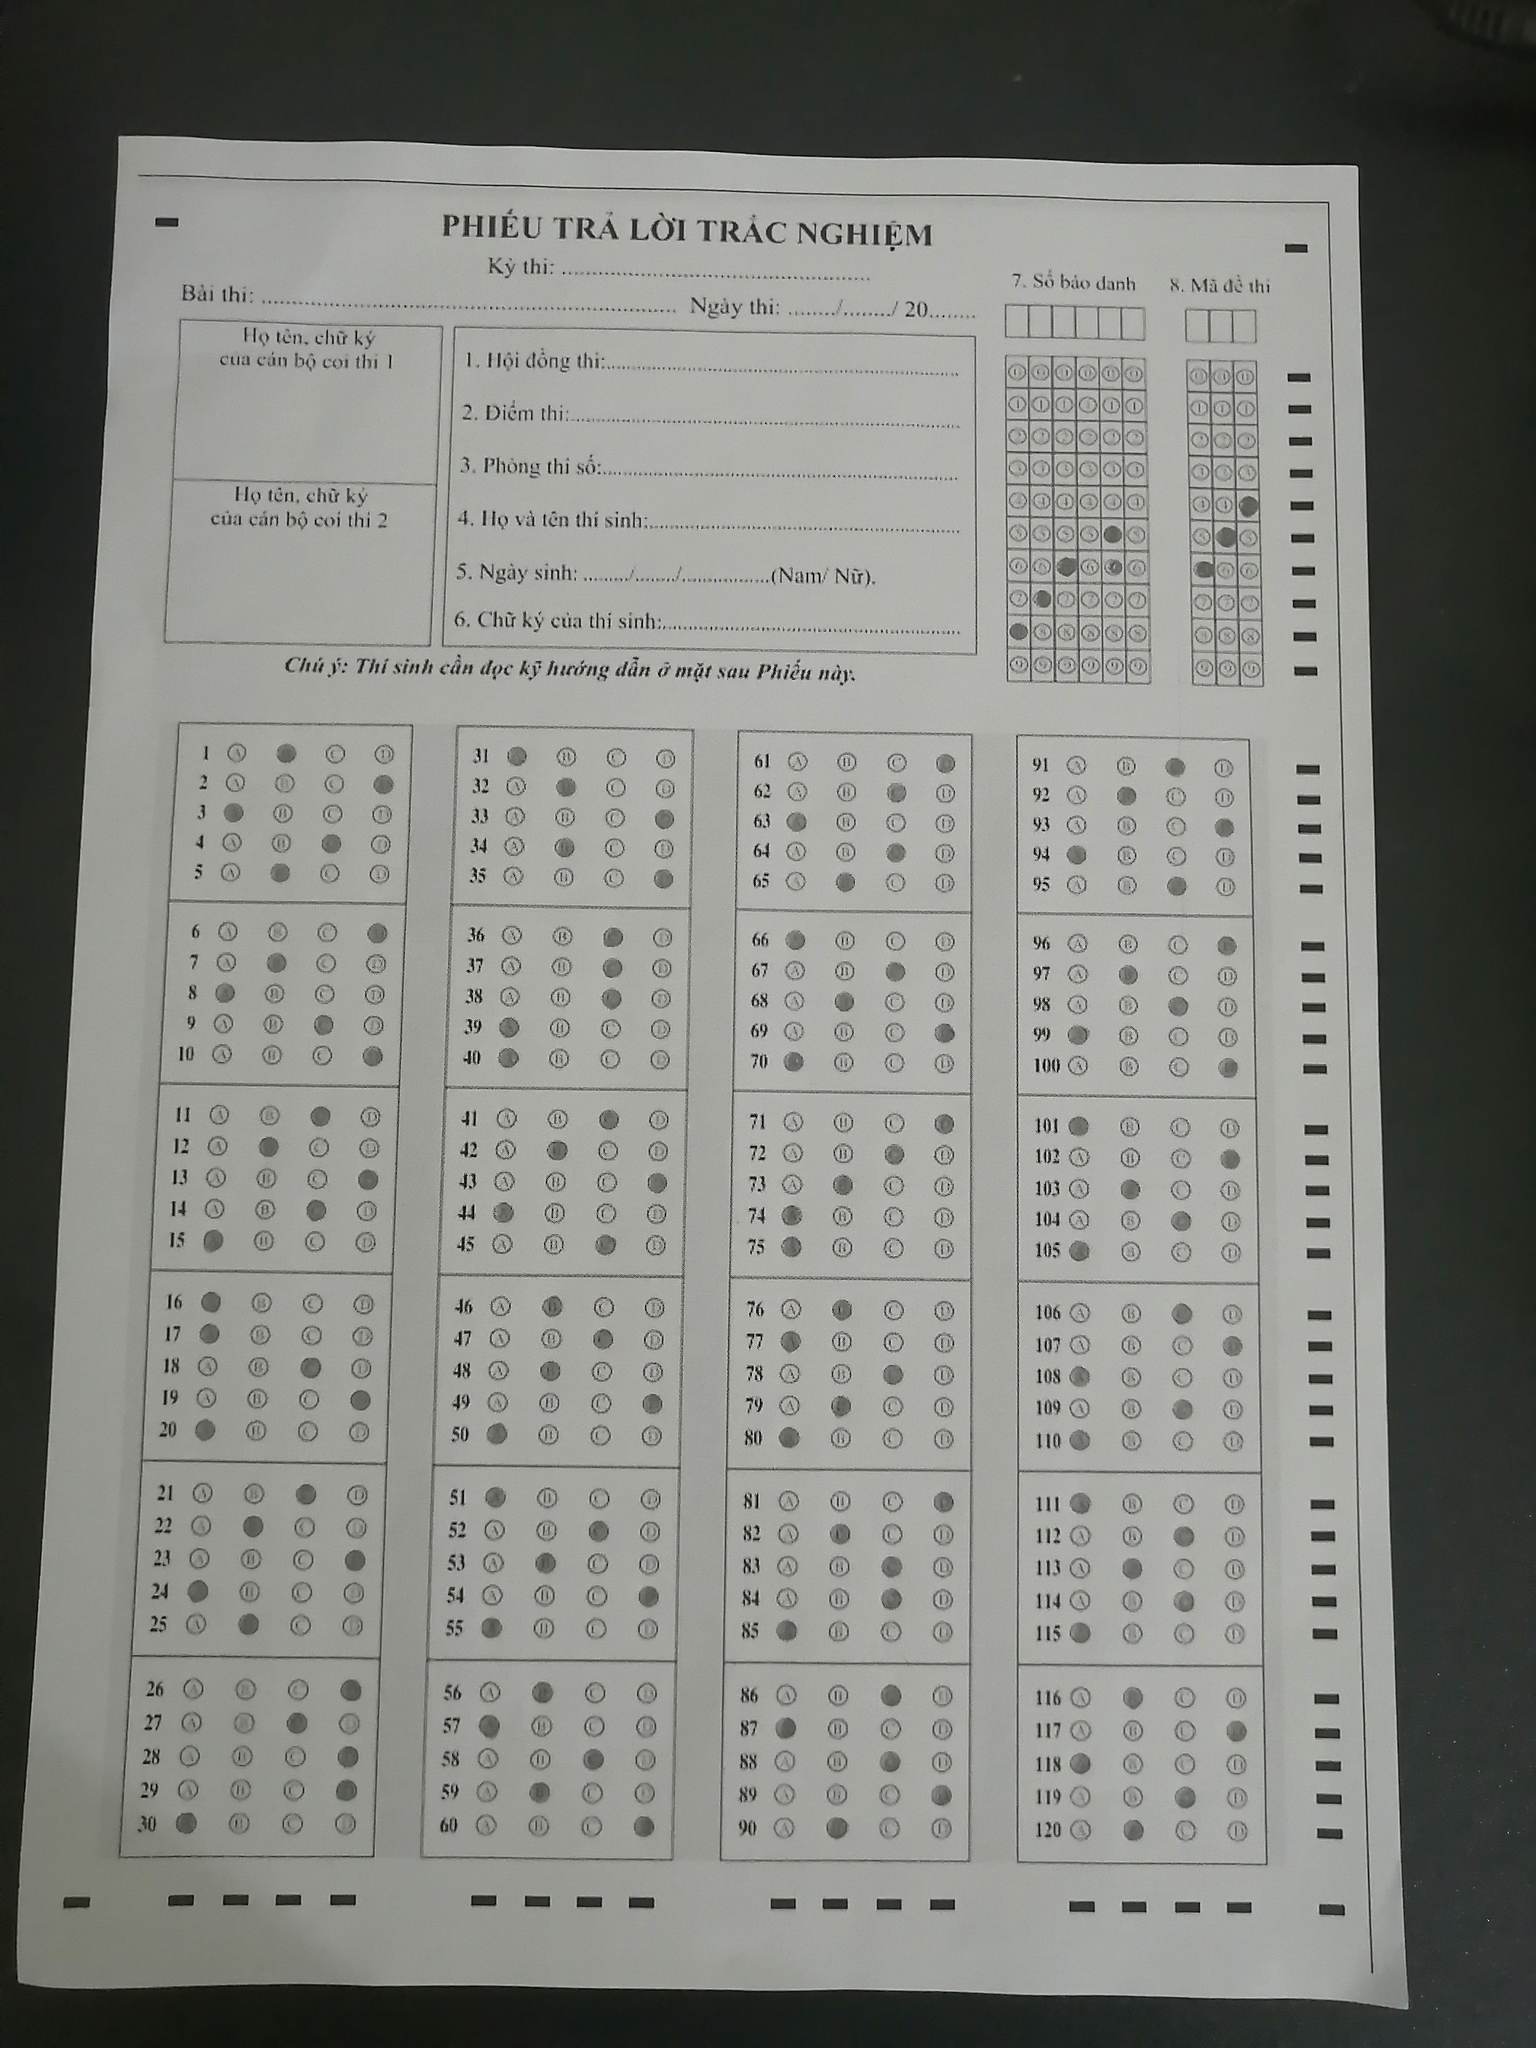 PHIẾU TRẢ LỜI TRẮC NGHIỆM
Kỳ thi: ....................................................
Bài thi: ...................................................................... Ngày thi: ......../......../ 20........
7. Số báo danh
8. Mã đề thi
Họ tên, chữ ký
của cán bộ coi thi 1
Họ tên, chữ ký
của cán bộ coi thi 2
1. Hội đồng thi:............................................................
2. Điểm thi:..................................................................
3. Phòng thi số:............................................................
4. Họ và tên thí sinh:....................................................
5. Ngày sinh: ......../......./................(Nam/ Nữ).
6. Chữ ký của thí sinh:..................................................
Chú ý: Thí sinh cần đọc kỹ hướng dẫn ở mặt sau Phiếu này.
1 A C D
2 A B C
3 B C D
4 A B D
5 A C D
6 A B C
7 A C D
8 B C D
9 A B D
10 A B C
11 A B D
12 A C D
13 A B C
14 A B D
15 B C D
16 B C D
17 B C D
18 A B D
19 A B C
20 B C D
21 A B D
22 A C D
23 A B C
24 B C D
25 A C D
26 A B C
27 A B D
28 A B C
29 A B C
30 B C D
31 B C D
32 A C D
33 A B C
34 A C D
35 A B C
36 A B D
37 A B D
38 A B D
39 B C D
40 B C D
41 A B D
42 A C D
43 A B C
44 B C D
45 A B D
46 A C D
47 A B D
48 A C D
49 A B C
50 B C D
51 B C D
52 A B D
53 A C D
54 A B C
55 B C D
56 A C D
57 B C D
58 A B D
59 A C D
60 A B C
61 A B C
62 A B D
63 B C D
64 A B D
65 A C D
66 B C D
67 A B D
68 A C D
69 A B C
70 B C D
71 A B C
72 A B D
73 A C D
74 B C D
75 B C D
76 A C D
77 B C D
78 A B D
79 A C D
80 B C D
81 A B C
82 A C D
83 A B D
84 A B D
85 B C D
86 A B D
87 B C D
88 A B D
89 A B C
90 A C D
91 A B D
92 A C D
93 A B C
94 B C D
95 A B D
96 A B C
97 A C D
98 A B D
99 B C D
100 A B C
101 B C D
102 A B C
103 A C D
104 A B D
105 B C D
106 A B D
107 A B C
108 B C D
109 A B D
110 B C D
111 B C D
112 A B D
113 A C D
114 A B D
115 B C D
116 A C D
117 A B C
118 B C D
119 A B D
120 A C D